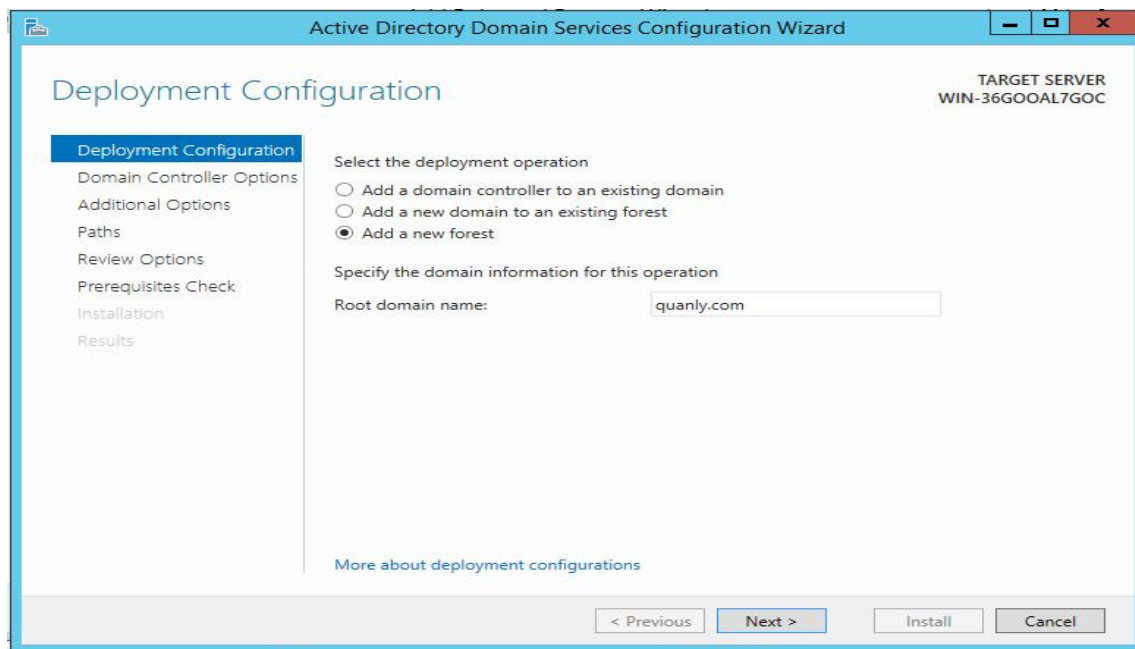 Active Directory Domain Services Configuration Wizard
Deployment Configuration
TARGET SERVER
WIN-36GOOAL7GOC
Deployment Configuration
Domain Controller Options
Additional Options
Paths
Review Options
Prerequisites Check
Installation
Results
Select the deployment operation
Add a domain controller to an existing domain
Add a new domain to an existing forest
Add a new forest
Specify the domain information for this operation
Root domain name:
quanly.com
More about deployment configurations
< Previous
Next >
Install
Cancel